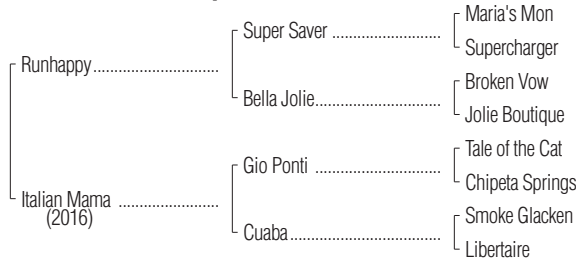 Maria's Mon
Super Saver
Supercharger
Runhappy
Broken Vow
Bella Jolie
Jolie Boutique
Tale of the Cat
Gio Ponti
Chipeta Springs
Italian Mama
(2016)
Smoke Glacken
Cuaba
Libertaire